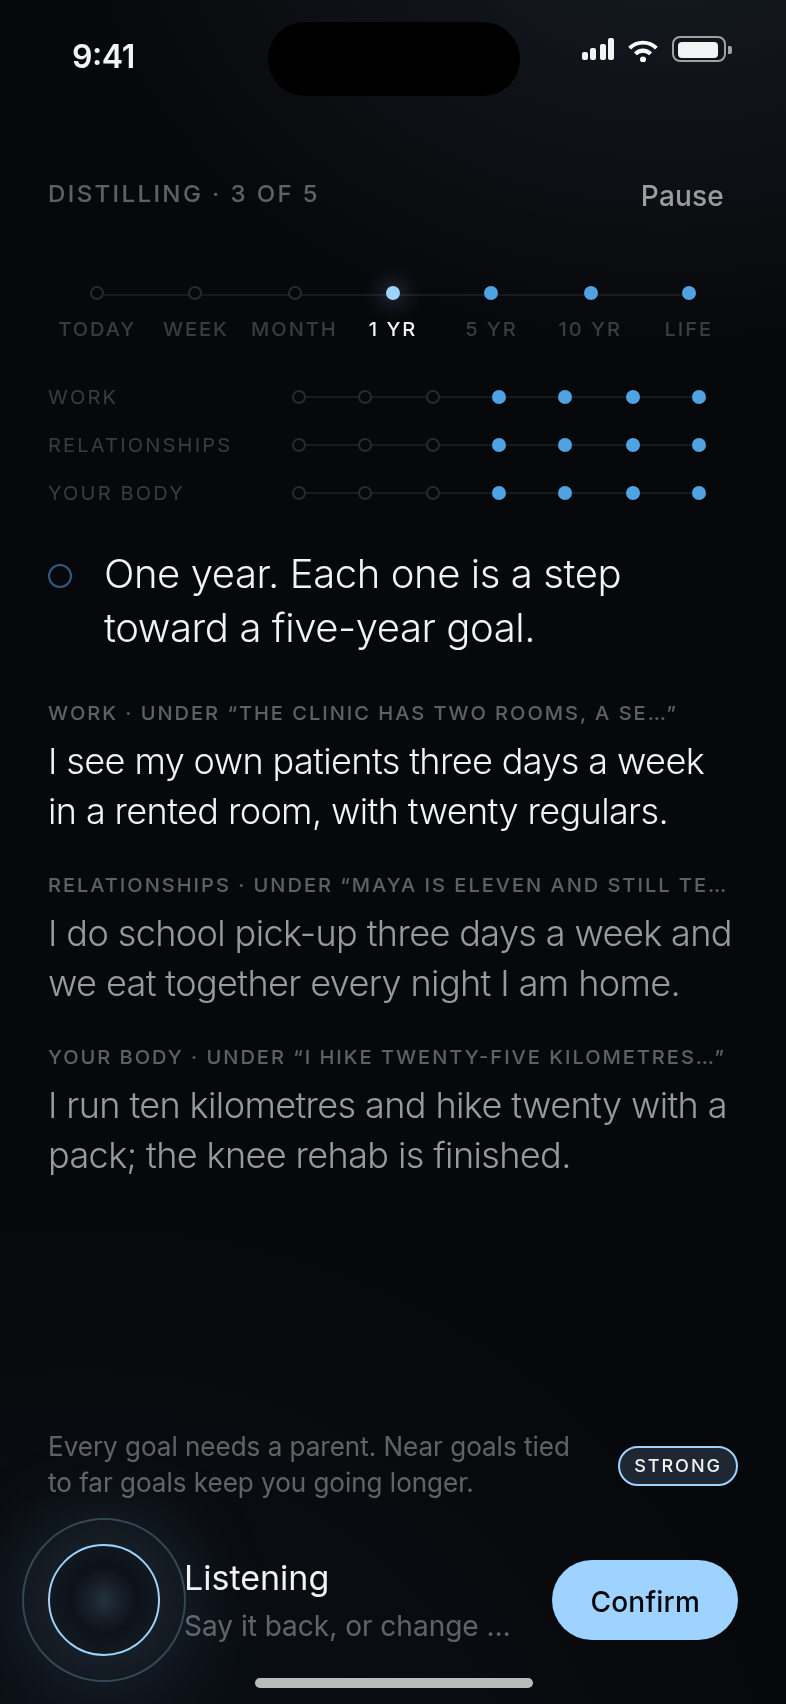 9:41
DISTILLING · 3 OF 5
Pause
TODAY WEEK MONTH 1 YR 5 YR 10 YR LIFE
WORK
RELATIONSHIPS
YOUR BODY
One year. Each one is a step
toward a five-year goal.
WORK · UNDER “THE CLINIC HAS TWO ROOMS, A SE…”
I see my own patients three days a week
in a rented room, with twenty regulars.
RELATIONSHIPS · UNDER “MAYA IS ELEVEN AND STILL TE…
I do school pick-up three days a week and
we eat together every night I am home.
YOUR BODY · UNDER “I HIKE TWENTY-FIVE KILOMETRES…”
I run ten kilometres and hike twenty with a
pack; the knee rehab is finished.
Every goal needs a parent. Near goals tied
to far goals keep you going longer.
STRONG
Listening
Say it back, or change …
Confirm